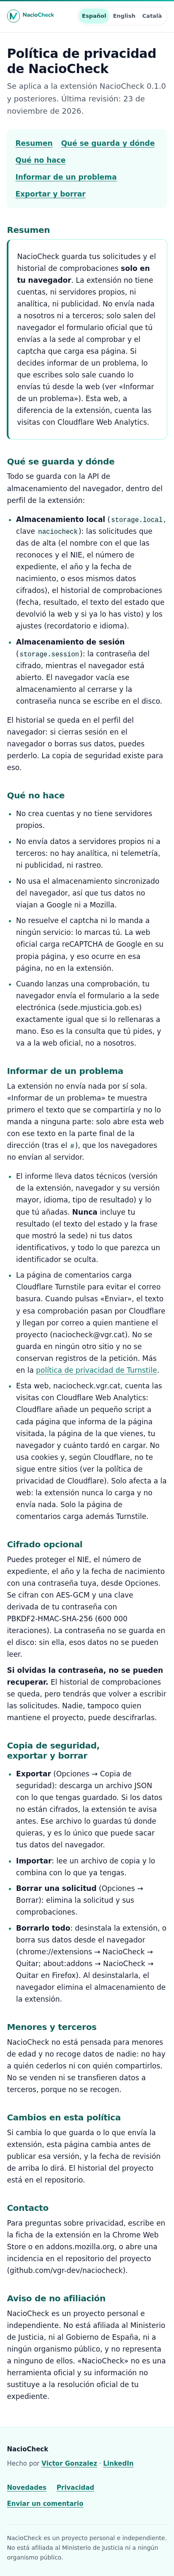 NacioCheck
Español English Català
Política de privacidad
de NacioCheck
Se aplica a la extensión NacioCheck 0.1.0
y posteriores. Última revisión: 23 de
noviembre de 2026.
Resumen Qué se guarda y dónde
Qué no hace
Informar de un problema
Exportar y borrar
Resumen
NacioCheck guarda tus solicitudes y el
historial de comprobaciones solo en
tu navegador. La extensión no tiene
cuentas, ni servidores propios, ni
analítica, ni publicidad. No envía nada
a nosotros ni a terceros; solo salen del
navegador el formulario oficial que tú
envías a la sede al comprobar y el
captcha que carga esa página. Si
decides informar de un problema, lo
que escribes solo sale cuando lo
envías tú desde la web (ver «Informar
de un problema»). Esta web, a
diferencia de la extensión, cuenta las
visitas con Cloudflare Web Analytics.
Qué se guarda y dónde
Todo se guarda con la API de
almacenamiento del navegador, dentro del
perfil de la extensión:
• Almacenamiento local (storage.local,
clave naciocheck): las solicitudes que
das de alta (el nombre con el que las
reconoces y el NIE, el número de
expediente, el año y la fecha de
nacimiento, o esos mismos datos
cifrados), el historial de comprobaciones
(fecha, resultado, el texto del estado que
devolvió la web y si ya lo has visto) y los
ajustes (recordatorio e idioma).
• Almacenamiento de sesión
(storage.session): la contraseña del
cifrado, mientras el navegador está
abierto. El navegador vacía ese
almacenamiento al cerrarse y la
contraseña nunca se escribe en el disco.
El historial se queda en el perfil del
navegador: si cierras sesión en el
navegador o borras sus datos, puedes
perderlo. La copia de seguridad existe para
eso.
Qué no hace
• No crea cuentas y no tiene servidores
propios.
• No envía datos a servidores propios ni a
terceros: no hay analítica, ni telemetría,
ni publicidad, ni rastreo.
• No usa el almacenamiento sincronizado
del navegador, así que tus datos no
viajan a Google ni a Mozilla.
• No resuelve el captcha ni lo manda a
ningún servicio: lo marcas tú. La web
oficial carga reCAPTCHA de Google en su
propia página, y eso ocurre en esa
página, no en la extensión.
• Cuando lanzas una comprobación, tu
navegador envía el formulario a la sede
electrónica (sede.mjusticia.gob.es)
exactamente igual que si lo rellenaras a
mano. Eso es la consulta que tú pides, y
va a la web oficial, no a nosotros.
Informar de un problema
La extensión no envía nada por sí sola.
«Informar de un problema» te muestra
primero el texto que se compartiría y no lo
manda a ninguna parte: solo abre esta web
con ese texto en la parte final de la
dirección (tras el #), que los navegadores
no envían al servidor.
• El informe lleva datos técnicos (versión
de la extensión, navegador y su versión
mayor, idioma, tipo de resultado) y lo
que tú añadas. Nunca incluye tu
resultado (el texto del estado y la frase
que mostró la sede) ni tus datos
identificativos, y todo lo que parezca un
identificador se oculta.
• La página de comentarios carga
Cloudflare Turnstile para evitar el correo
basura. Cuando pulsas «Enviar», el texto
y esa comprobación pasan por Cloudflare
y llegan por correo a quien mantiene el
proyecto (naciocheck@vgr.cat). No se
guarda en ningún otro sitio y no se
conservan registros de la petición. Más
en la política de privacidad de Turnstile.
• Esta web, naciocheck.vgr.cat, cuenta las
visitas con Cloudflare Web Analytics:
Cloudflare añade un pequeño script a
cada página que informa de la página
visitada, la página de la que vienes, tu
navegador y cuánto tardó en cargar. No
usa cookies y, según Cloudflare, no te
sigue entre sitios (ver la política de
privacidad de Cloudflare). Solo afecta a la
web: la extensión nunca lo carga y no
envía nada. Solo la página de
comentarios carga además Turnstile.
Cifrado opcional
Puedes proteger el NIE, el número de
expediente, el año y la fecha de nacimiento
con una contraseña tuya, desde Opciones.
Se cifran con AES-GCM y una clave
derivada de tu contraseña con
PBKDF2-HMAC-SHA-256 (600 000
iteraciones). La contraseña no se guarda en
el disco: sin ella, esos datos no se pueden
leer.
Si olvidas la contraseña, no se pueden
recuperar. El historial de comprobaciones
se queda, pero tendrás que volver a escribir
las solicitudes. Nadie, tampoco quien
mantiene el proyecto, puede descifrarlas.
Copia de seguridad,
exportar y borrar
• Exportar (Opciones → Copia de
seguridad): descarga un archivo JSON
con lo que tengas guardado. Si los datos
no están cifrados, la extensión te avisa
antes. Ese archivo lo guardas tú donde
quieras, y es lo único que puede sacar
tus datos del navegador.
• Importar: lee un archivo de copia y lo
combina con lo que ya tengas.
• Borrar una solicitud (Opciones →
Borrar): elimina la solicitud y sus
comprobaciones.
• Borrarlo todo: desinstala la extensión, o
borra sus datos desde el navegador
(chrome://extensions → NacioCheck →
Quitar; about:addons → NacioCheck →
Quitar en Firefox). Al desinstalarla, el
navegador elimina el almacenamiento de
la extensión.
Menores y terceros
NacioCheck no está pensada para menores
de edad y no recoge datos de nadie: no hay
a quién cederlos ni con quién compartirlos.
No se venden ni se transfieren datos a
terceros, porque no se recogen.
Cambios en esta política
Si cambia lo que guarda o lo que envía la
extensión, esta página cambia antes de
publicar esa versión, y la fecha de revisión
de arriba lo dirá. El historial del proyecto
está en el repositorio.
Contacto
Para preguntas sobre privacidad, escribe en
la ficha de la extensión en la Chrome Web
Store o en addons.mozilla.org, o abre una
incidencia en el repositorio del proyecto
(github.com/vgr-dev/naciocheck).
Aviso de no afiliación
NacioCheck es un proyecto personal e
independiente. No está afiliada al Ministerio
de Justicia, ni al Gobierno de España, ni a
ningún organismo público, y no representa
a ninguno de ellos. «NacioCheck» no es una
herramienta oficial y su información no
sustituye a la resolución oficial de tu
expediente.
NacioCheck
Hecho por Victor Gonzalez · LinkedIn
Novedades Privacidad
Enviar un comentario
NacioCheck es un proyecto personal e independiente.
No está afiliada al Ministerio de Justicia ni a ningún
organismo público.